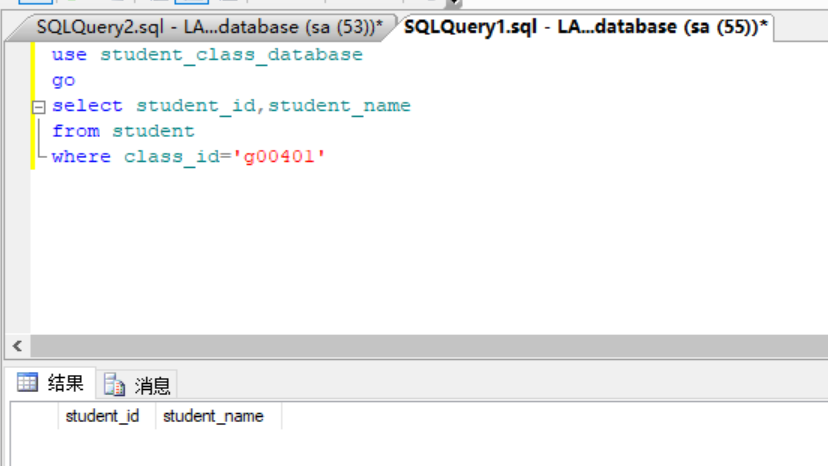 SQLQuery2.sql - LA...database (sa (53))* SQLQuery1.sql - LA...database (sa (55))*
use student_class_database
go
select student_id,student_name
from student
where class_id='g00401'
结果 消息
student_id student_name